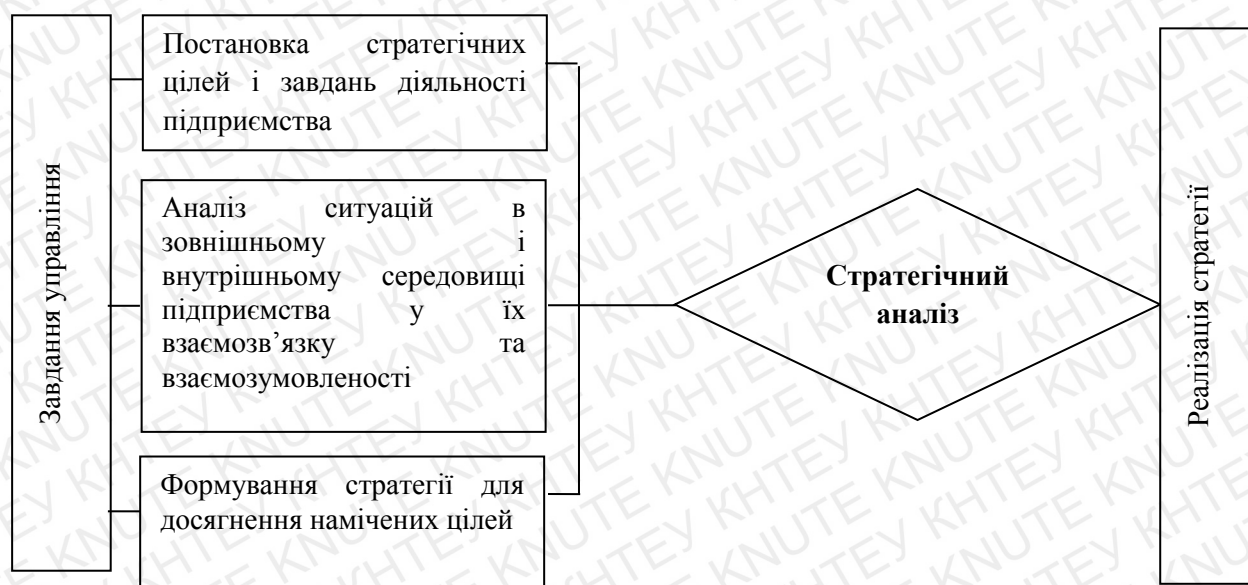 Завдання управління
Постановка стратегічних
цілей і завдань діяльності
підприємства
Аналіз ситуацій в
зовнішньому і
внутрішньому середовищі
підприємства у їх
взаємозв’язку та
взаємозумовленості
Формування стратегії для
досягнення намічених цілей
Стратегічний
аналіз
Реалізація стратегії